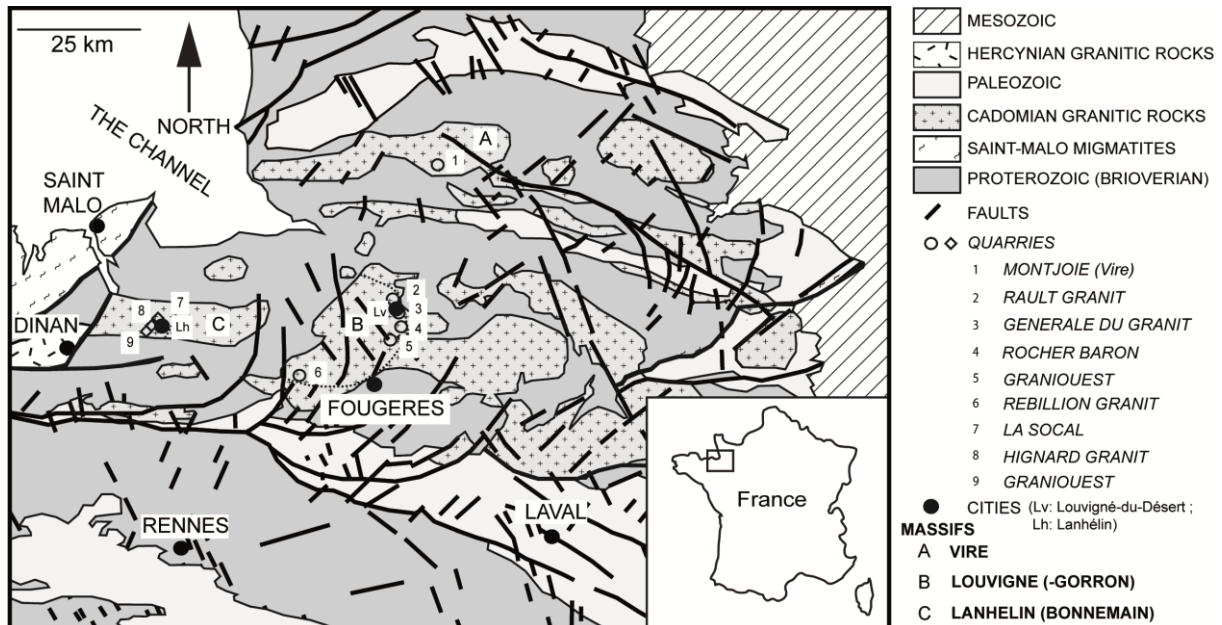 25 km
NORTH
THE CHANNEL
SAINT
MALO
DINAN
A
1
2
Lv
3
B
4
5
6
7
8
Lh
C
9
FOUGERES
RENNES
LAVAL
France
MESOZOIC
HERCYNIAN GRANITIC ROCKS
PALEOZOIC
CADOMIAN GRANITIC ROCKS
SAINT-MALO MIGMATITES
PROTEROZOIC (BRIOVERIAN)
FAULTS
QUARRIES
1 MONTJOIE (Vire)
2 RAULT GRANIT
3 GENERALE DU GRANIT
4 ROCHER BARON
5 GRANIOUEST
6 REBILLION GRANIT
7 LA SOCAL
8 HIGNARD GRANIT
9 GRANIOUEST
CITIES (Lv: Louvigné-du-Désert ;
Lh: Lanhélin)
MASSIFS
A VIRE
B LOUVIGNE (-GORRON)
C LANHELIN (BONNEMAIN)